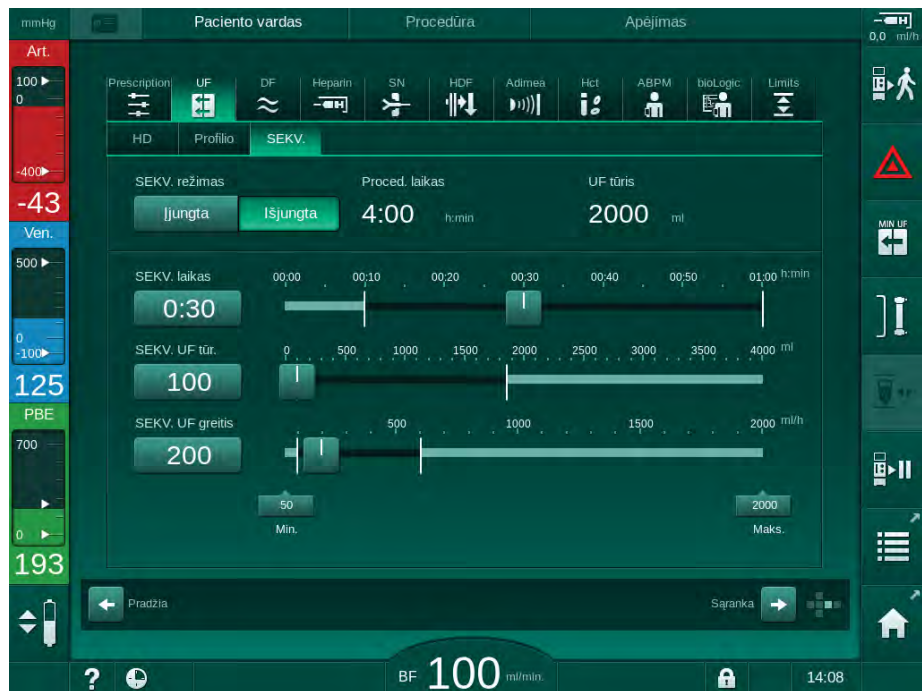 mmHg Paciento vardas Procedūra Apėjimas 0,0 ml/h
Art.
100
0
-400
-43
Ven.
500
0
-100
125
PBE
700
0
193
Prescription UF DF Heparin SN HDF Adimea Hct ABPM bioLogic Limits
HD Profilio SEKV.
SEKV. režimas Proced. laikas UF tūris
Įjungta Išjungta 4:00 h:min 2000 ml
SEKV. laikas 00:00 00:10 00:20 00:30 00:40 00:50 01:00 h:min
0:30
SEKV. UF tūr. 0 500 1000 1500 2000 2500 3000 3500 4000 ml
100
SEKV. UF greitis 500 1000 1500 2000 ml/h
200
50 2000
Min. Maks.
Pradžia Sąranka
MIN UF
? BF 100 ml/min. 14:08